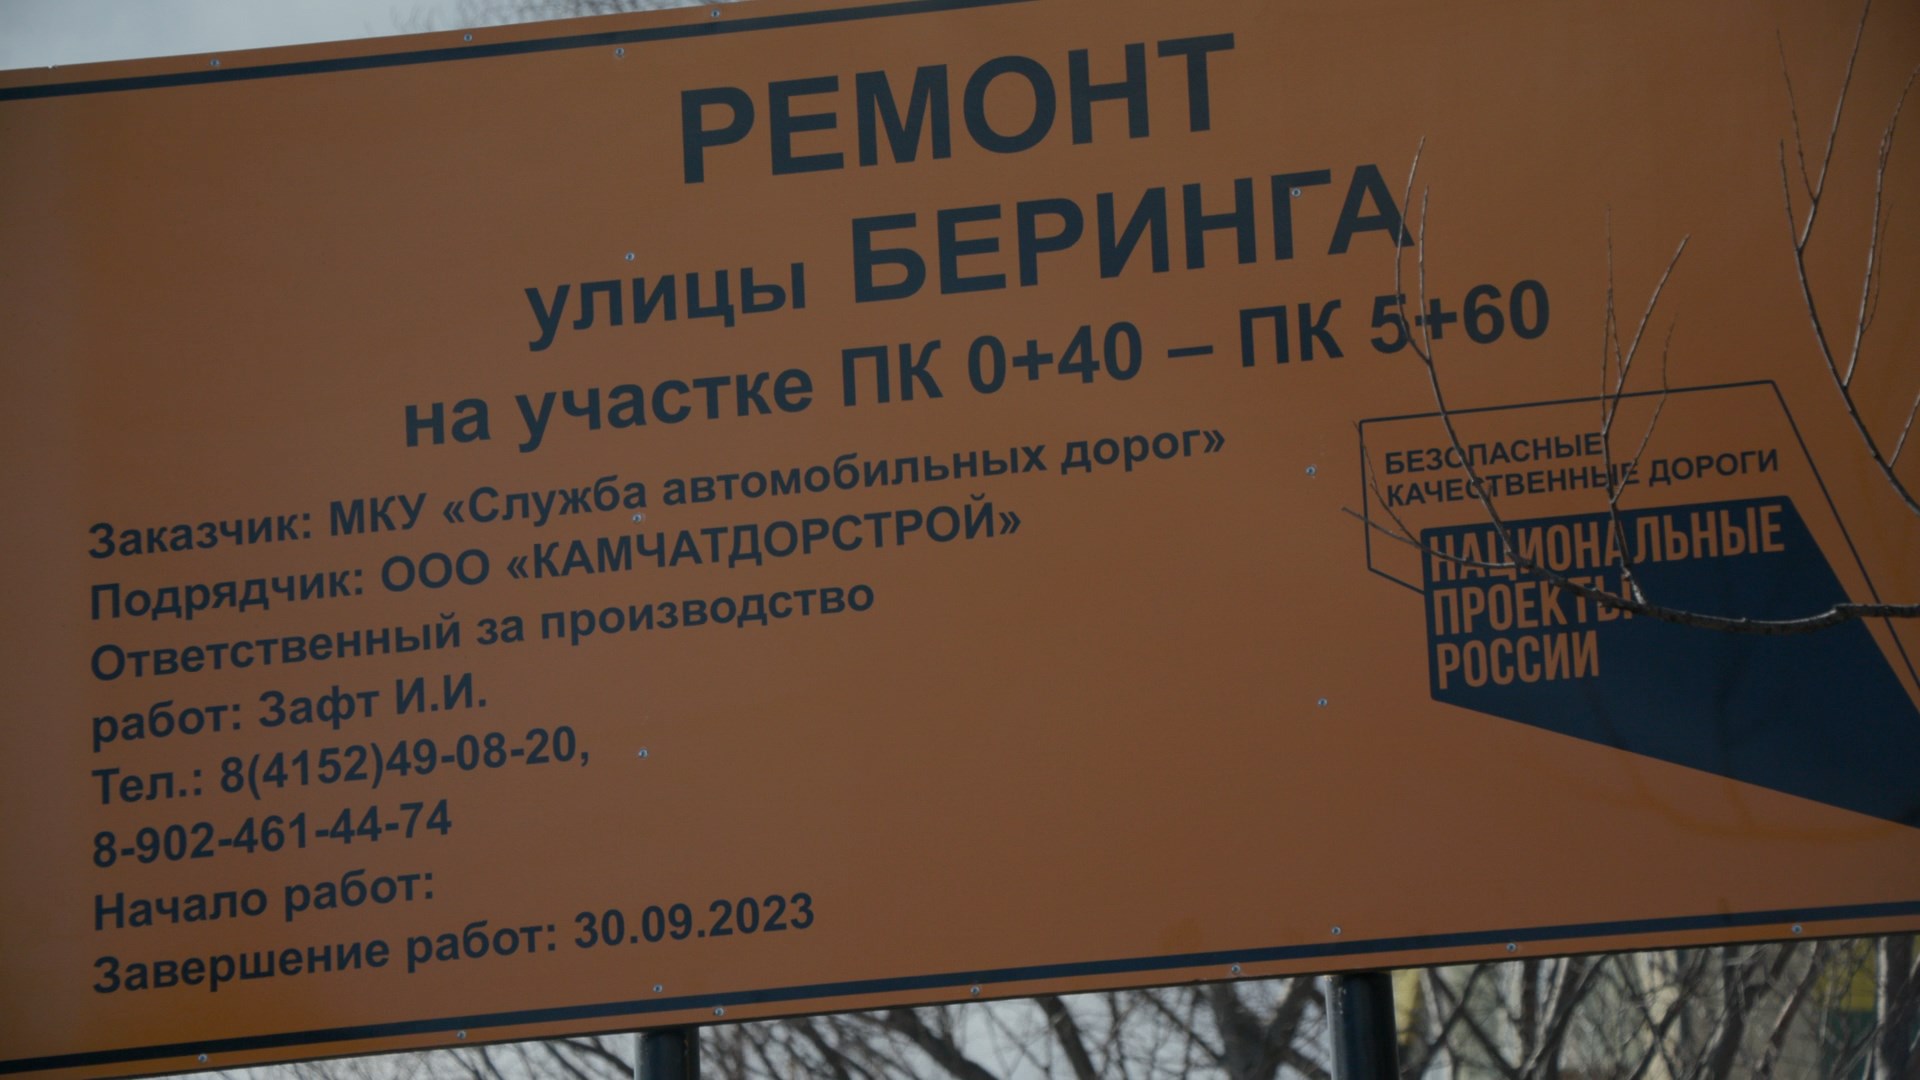 РЕМОНТ
улицы БЕРИНГА
на участке ПК 0+40 – ПК 5+60
Заказчик: МКУ «Служба автомобильных дорог»
Подрядчик: ООО «КАМЧАТДОРСТРОЙ»
Ответственный за производство
работ: Зафт И.И.
Тел.: 8(4152)49-08-20,
8-902-461-44-74
Начало работ:
Завершение работ: 30.09.2023
БЕЗОПАСНЫЕ
КАЧЕСТВЕННЫЕ ДОРОГИ
НАЦИОНАЛЬНЫЕ
ПРОЕКТЫ
РОССИИ